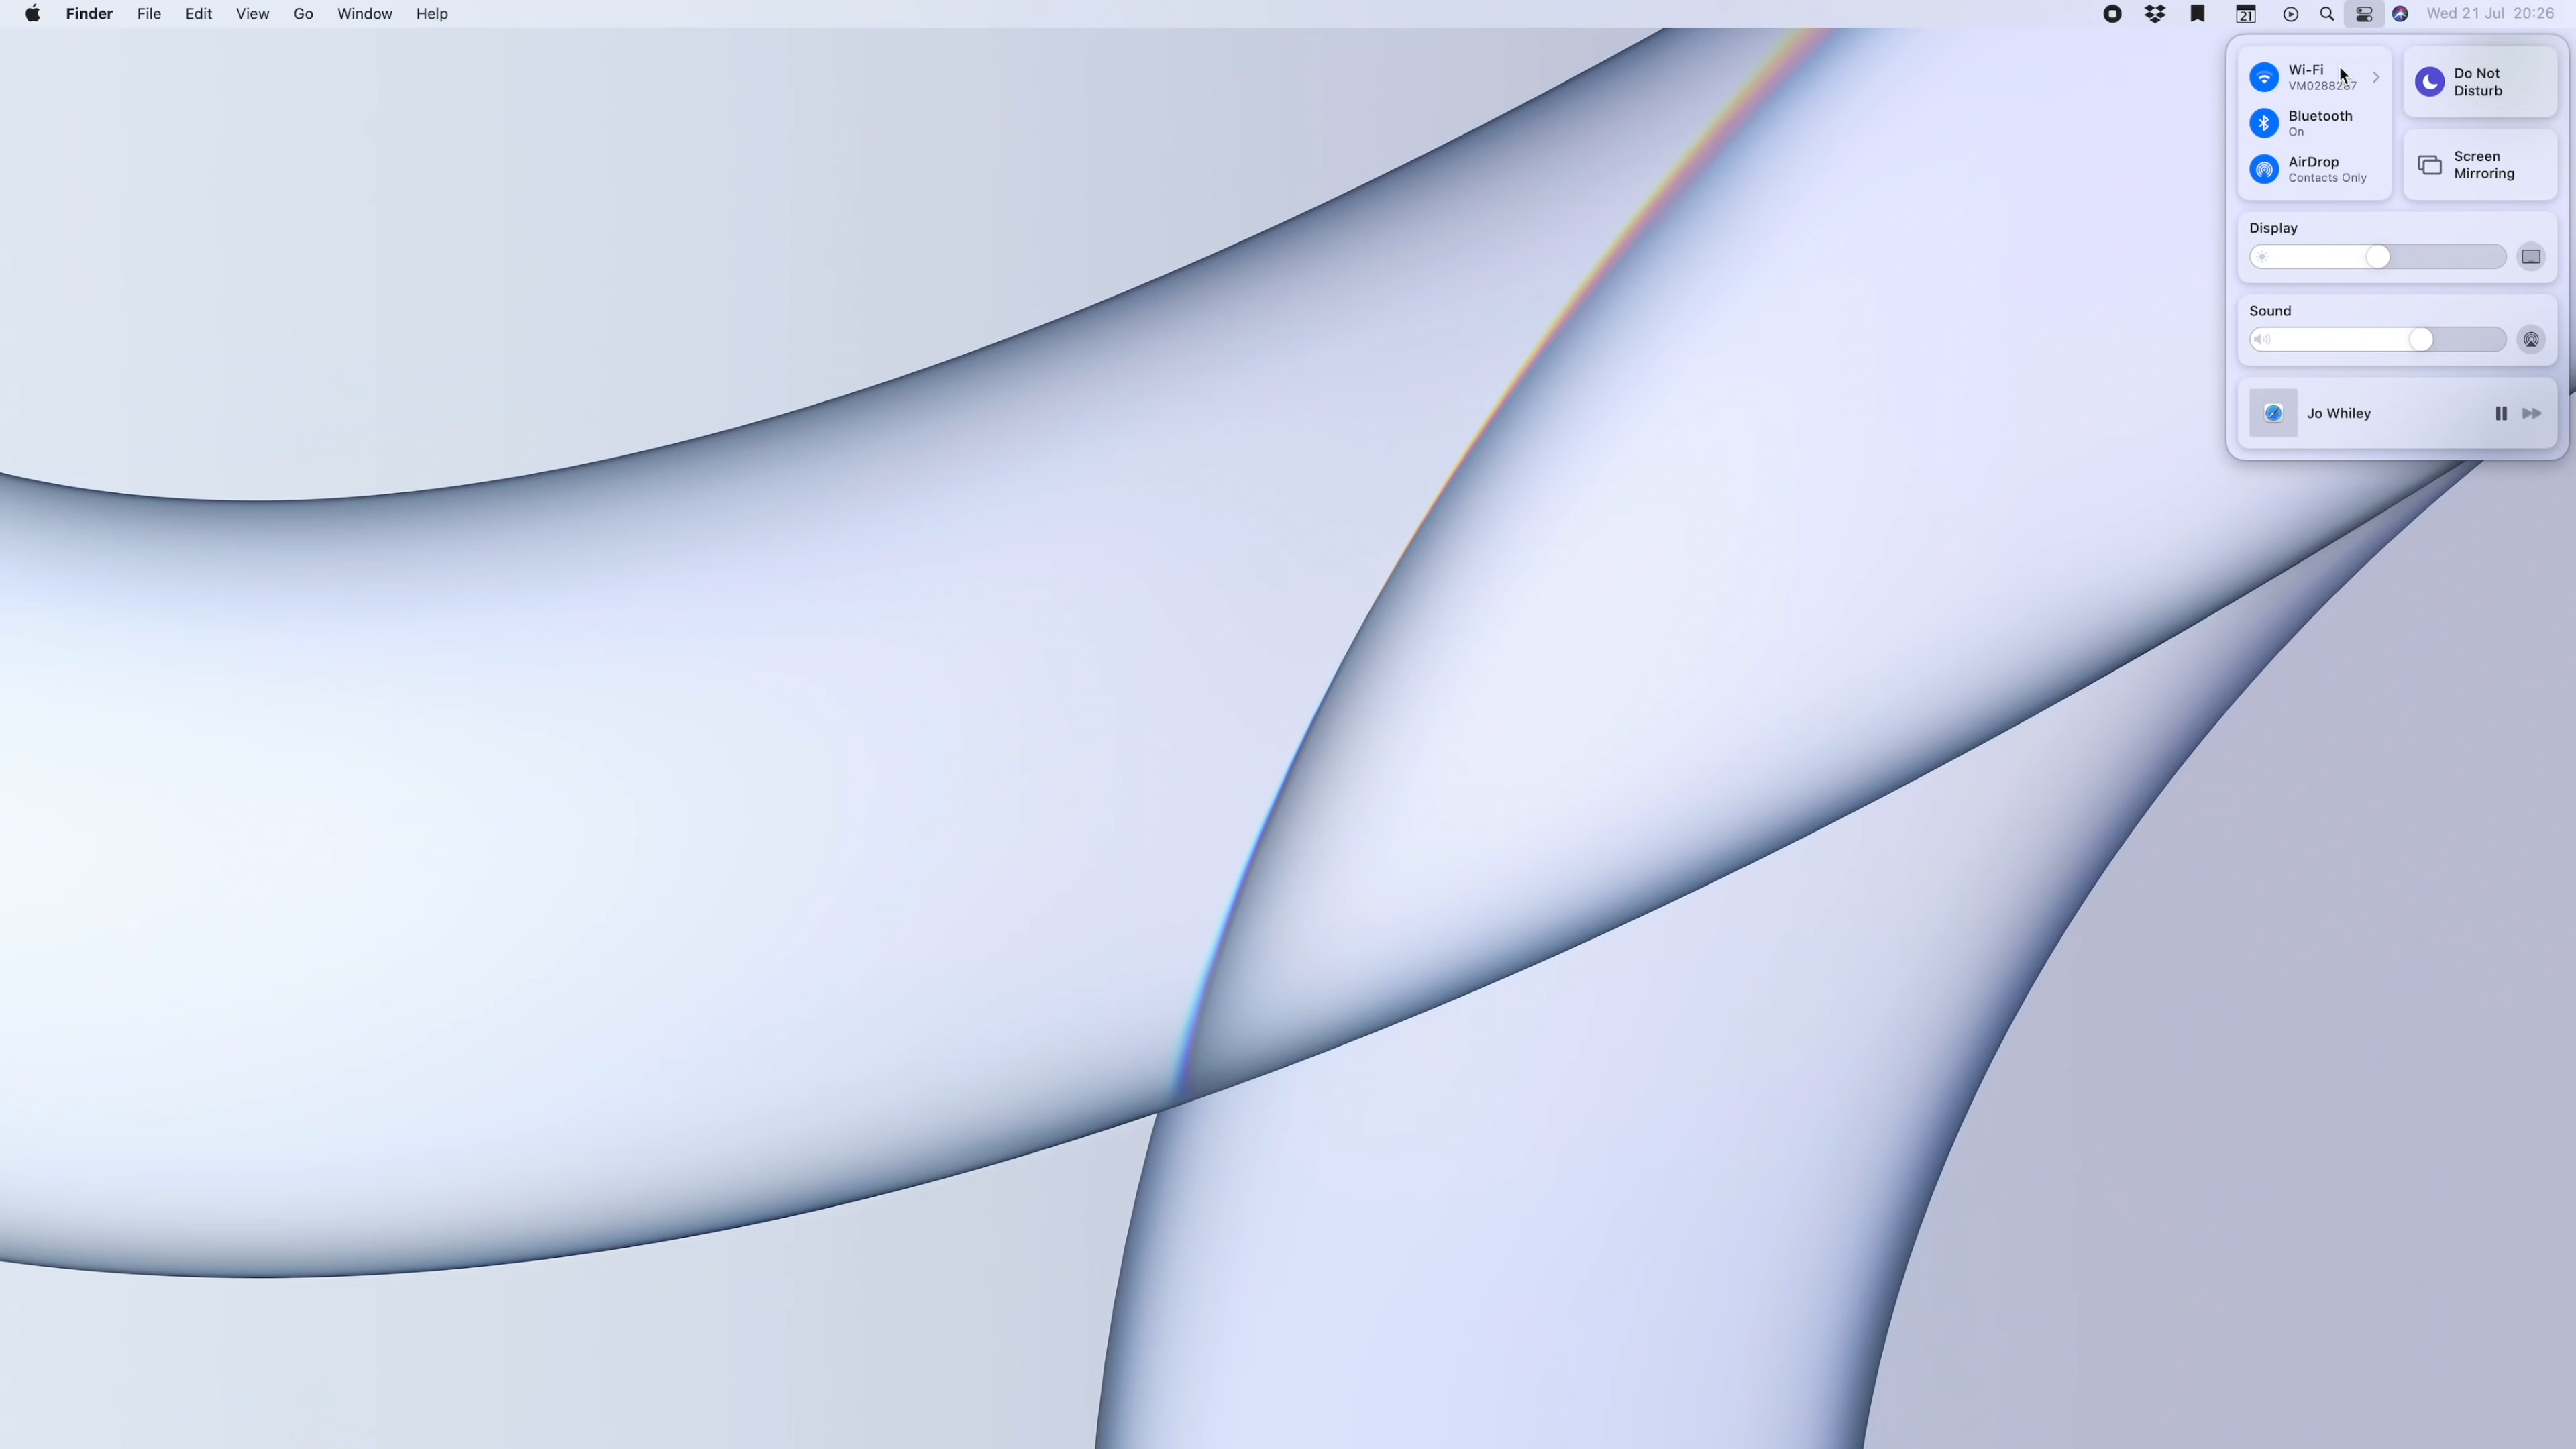 Finder File Edit View Go Window Help
21 Wed 21 Jul 20:26
Wi-Fi
Do Not
Disturb
Bluetooth
On
AirDrop
Contacts Only
Screen
Mirroring
Display
Sound
Jo Whiley